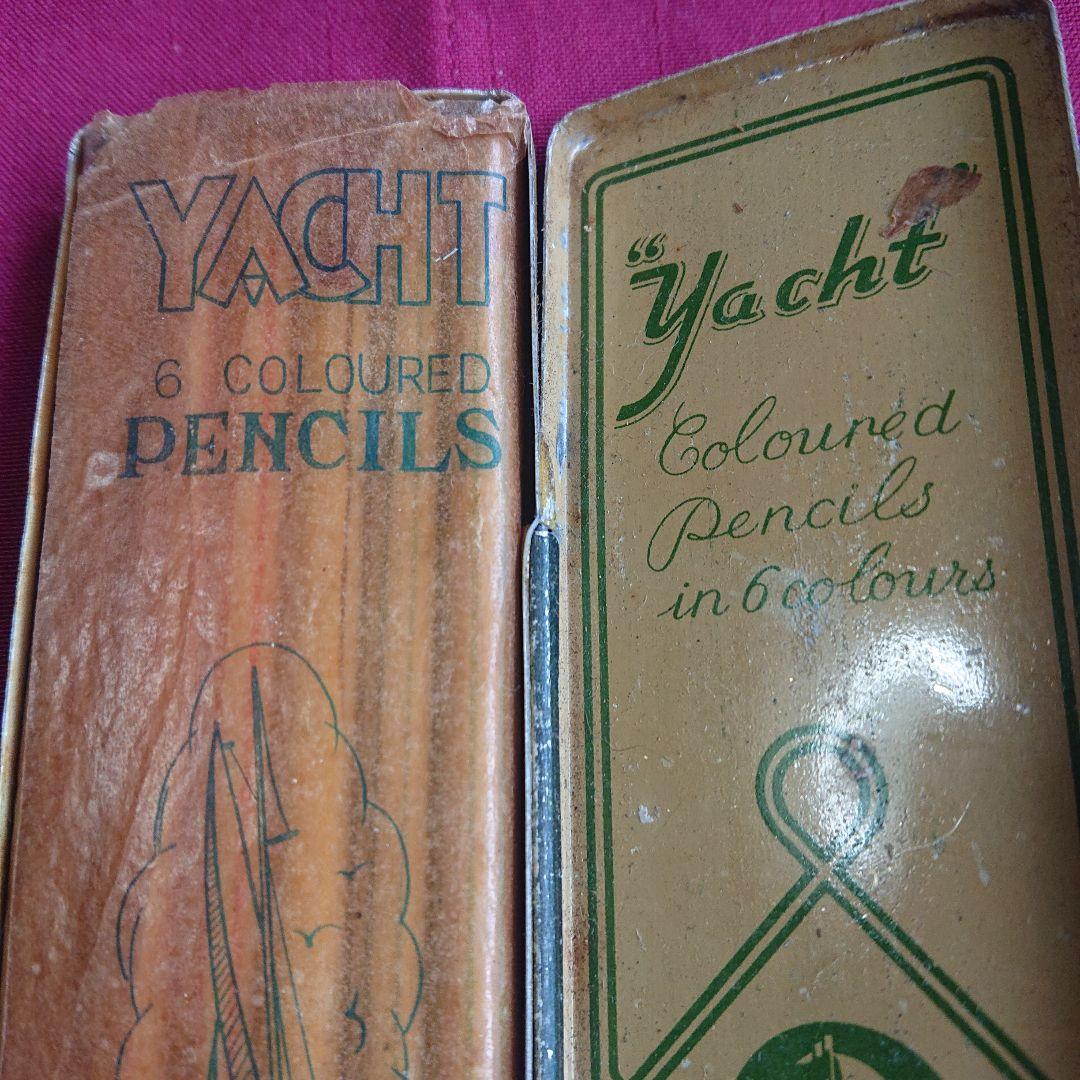 YACHT
6 COLOURED
PENCILS
“Yacht”
Coloured
Pencils
in 6 colours